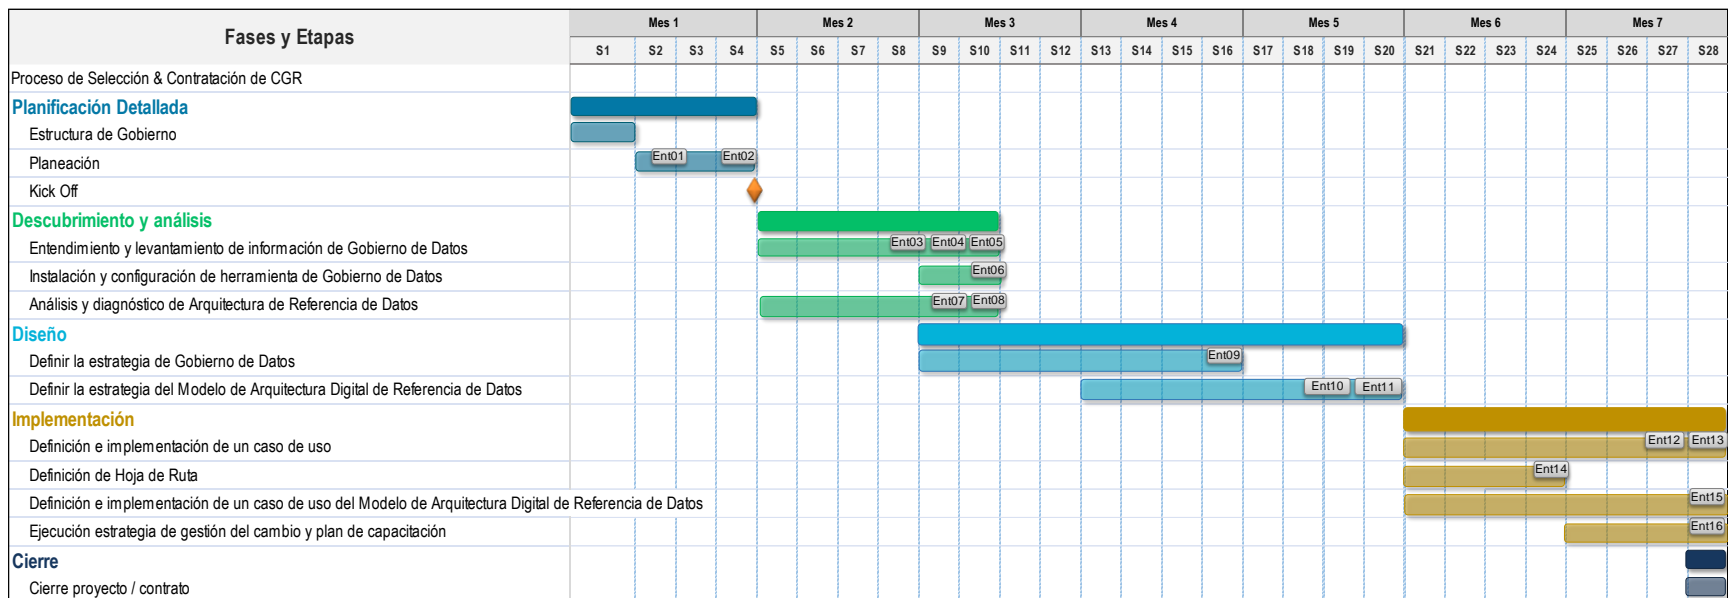 Fases y Etapas
Mes 1 Mes 2 Mes 3 Mes 4 Mes 5 Mes 6 Mes 7
S1 S2 S3 S4 S5 S6 S7 S8 S9 S10 S11 S12 S13 S14 S15 S16 S17 S18 S19 S20 S21 S22 S23 S24 S25 S26 S27 S28
Proceso de Selección & Contratación de CGR
Planificación Detallada
Estructura de Gobierno
Planeación Ent01 Ent02
Kick Off
Descubrimiento y análisis
Entendimiento y levantamiento de información de Gobierno de Datos Ent03 Ent04 Ent05
Instalación y configuración de herramienta de Gobierno de Datos Ent06
Análisis y diagnóstico de Arquitectura de Referencia de Datos Ent07 Ent08
Diseño
Definir la estrategia de Gobierno de Datos Ent09
Definir la estrategia del Modelo de Arquitectura Digital de Referencia de Datos Ent10 Ent11
Implementación
Definición e implementación de un caso de uso Ent12 Ent13
Definición de Hoja de Ruta Ent14
Definición e implementación de un caso de uso del Modelo de Arquitectura Digital de Referencia de Datos Ent15
Ejecución estrategia de gestión del cambio y plan de capacitación Ent16
Cierre
Cierre proyecto / contrato